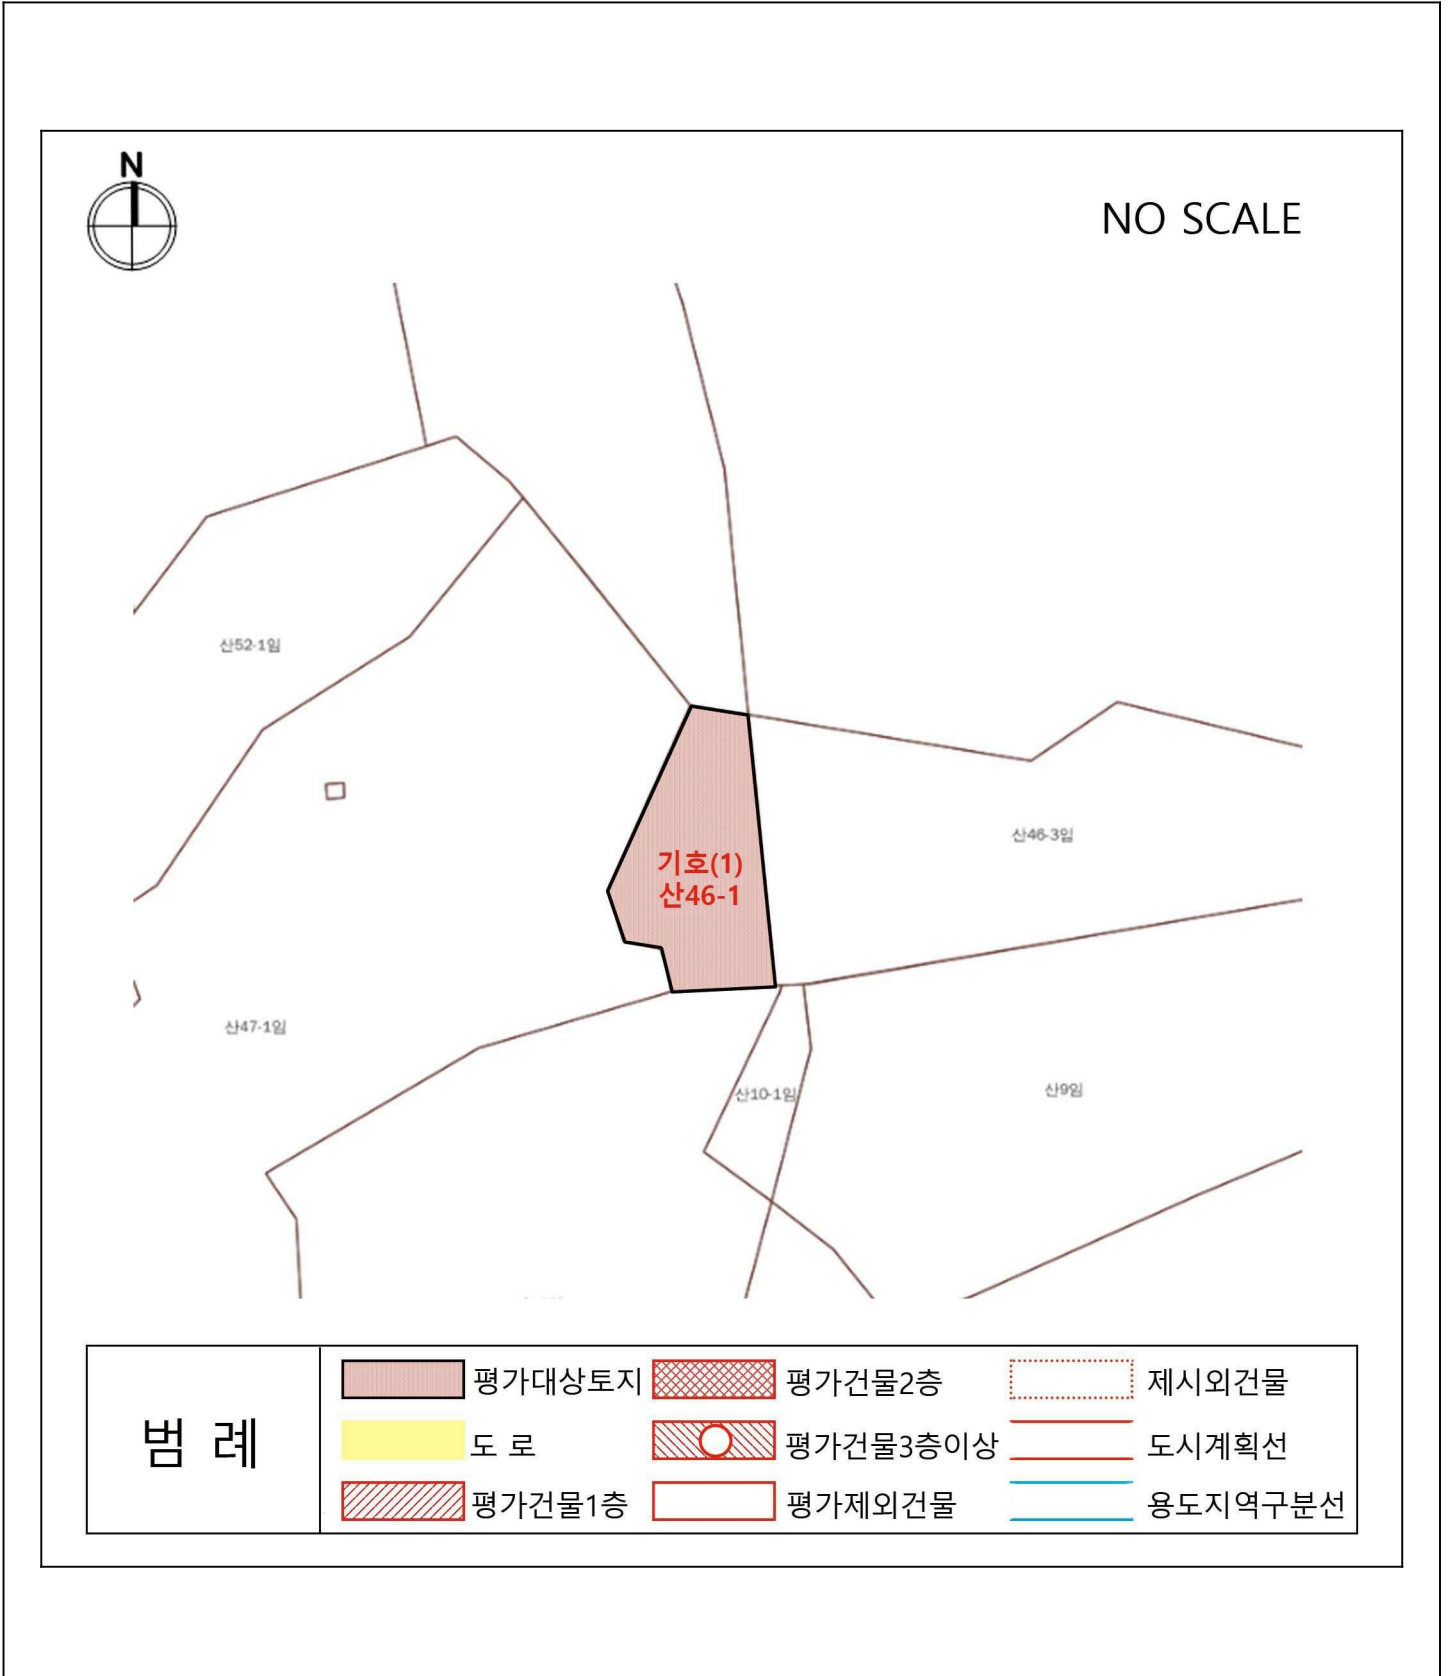 N
NO SCALE
산52-1임
산46-3임
기호(1)
산46-1
산47-1임
산10-1임
산9임
범 례
평가대상토지
평가건물2층
제시외건물
도 로
평가건물3층이상
도시계획선
평가건물1층
평가제외건물
용도지역구분선